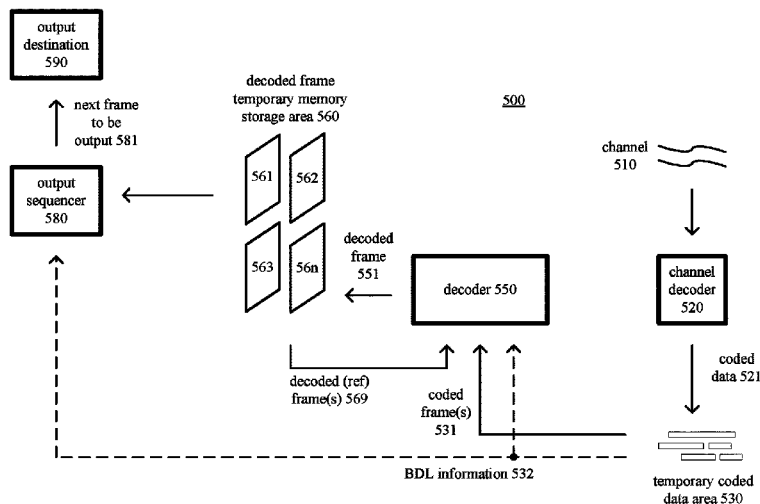 output
destination
590
next frame
to be
output 581
output
sequencer
580
decoded frame
temporary memory
storage area 560
561
562
563
56n
decoded
frame
551
decoder 550
decoded (ref)
frame(s) 569
coded
frame(s)
531
BDL information 532
500
channel
510
channel
decoder
520
coded
data 521
temporary coded
data area 530